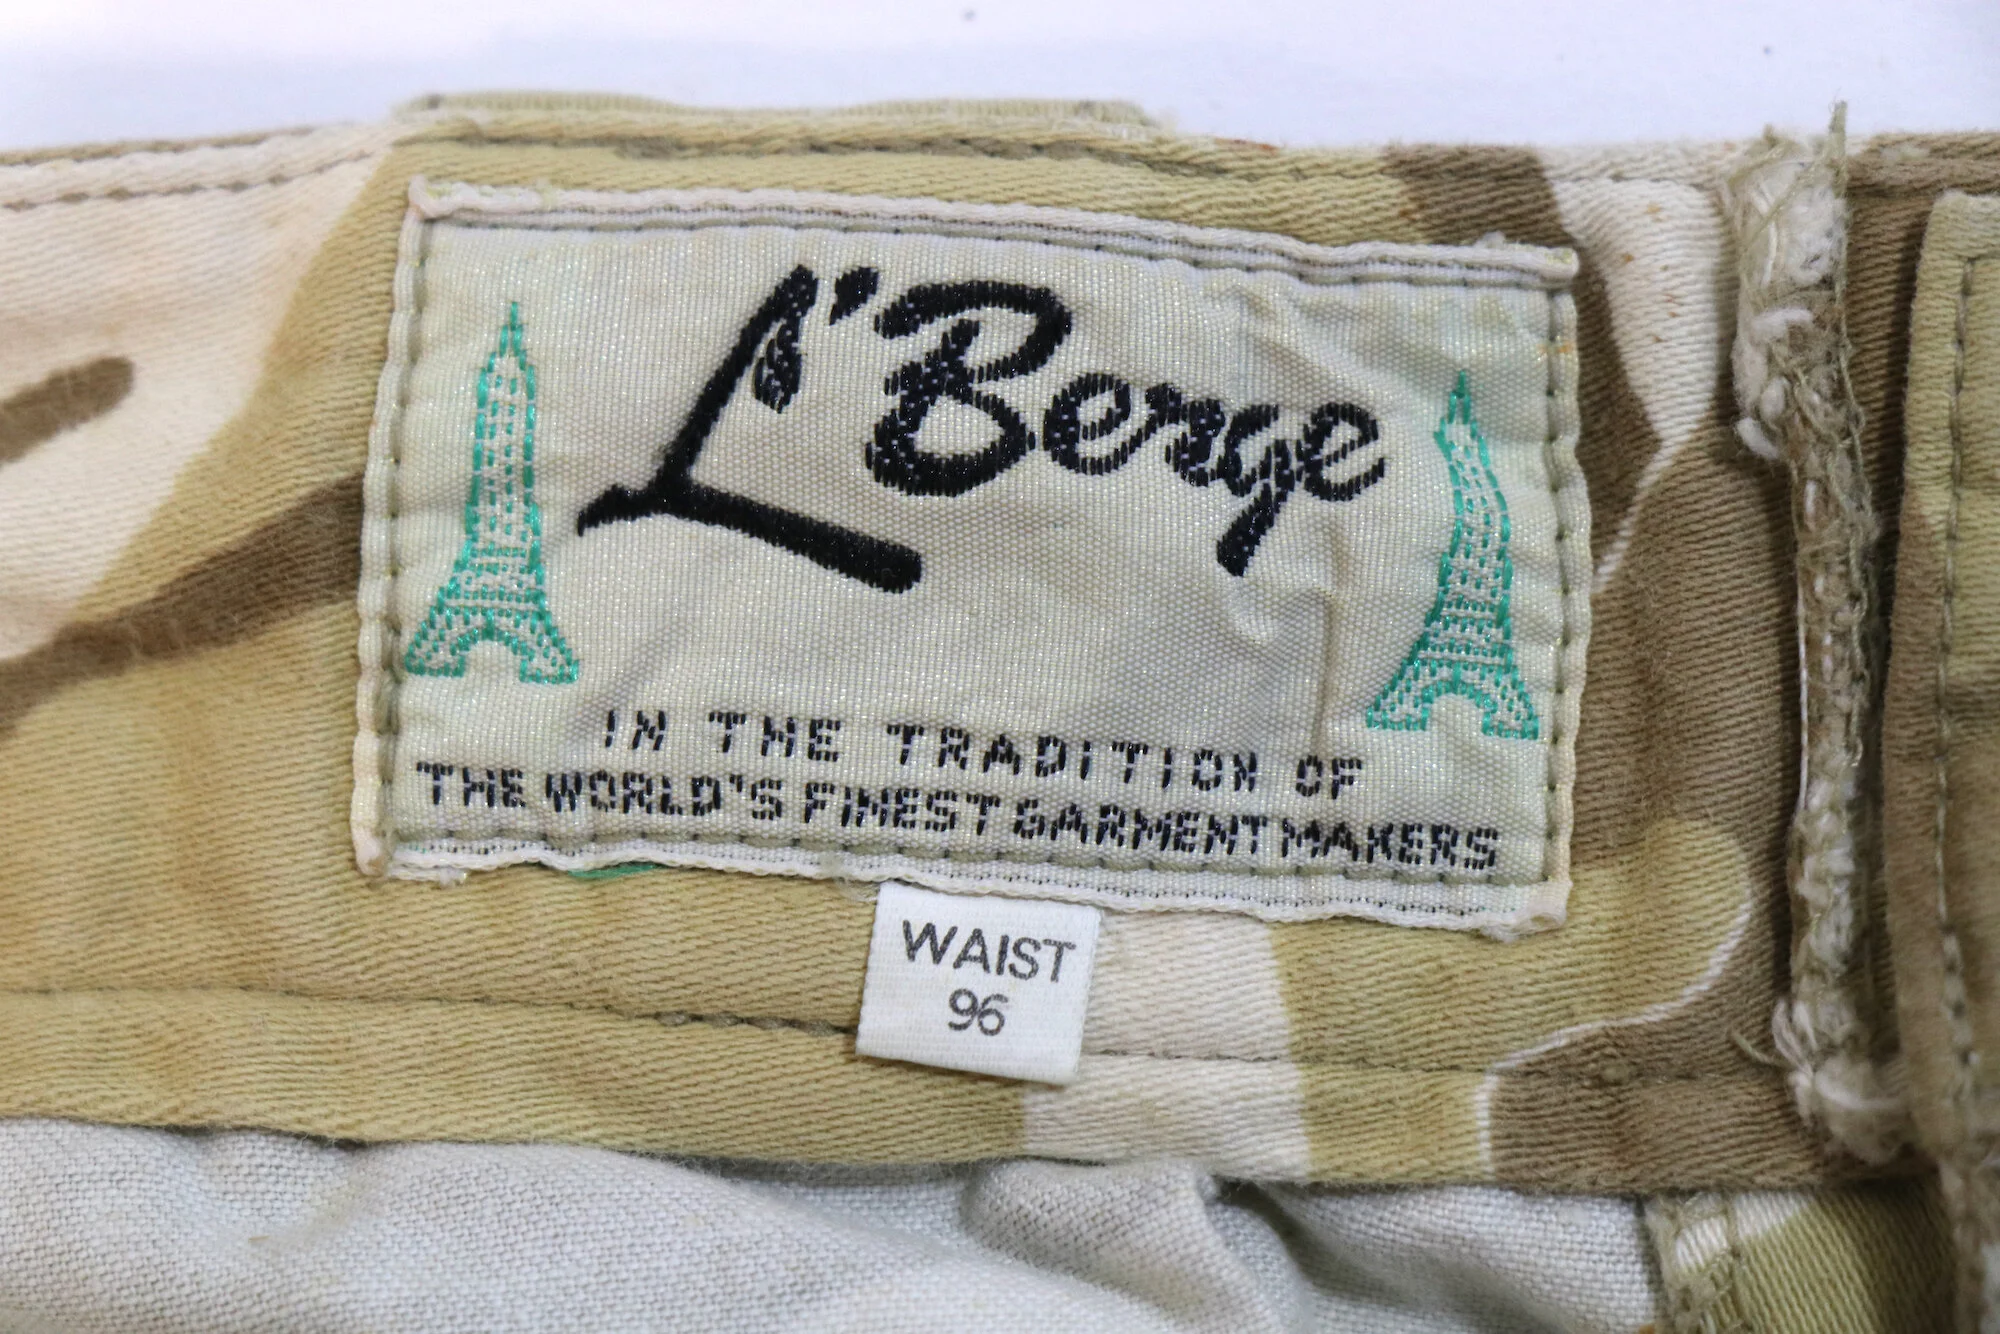 L'Berge
IN THE TRADITION OF
THE WORLD'S FINEST GARMENT MAKERS
WAIST
96